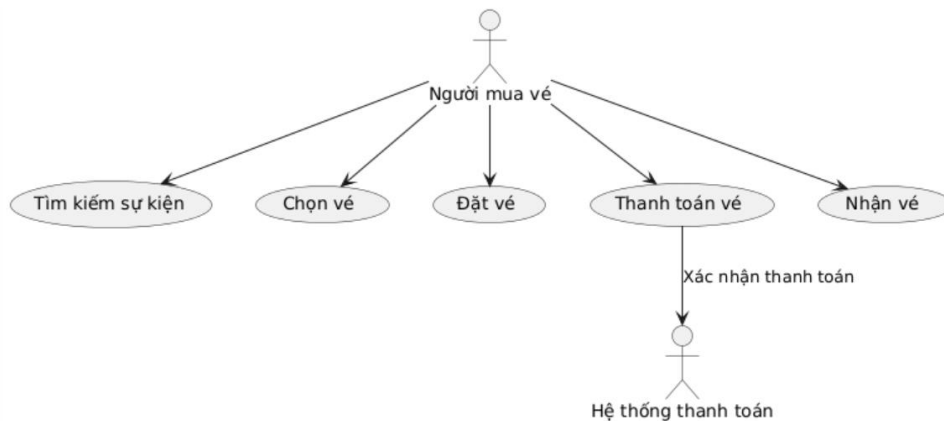 Người mua vé
Tìm kiếm sự kiện
Chọn vé
Đặt vé
Thanh toán vé
Nhận vé
Xác nhận thanh toán
Hệ thống thanh toán